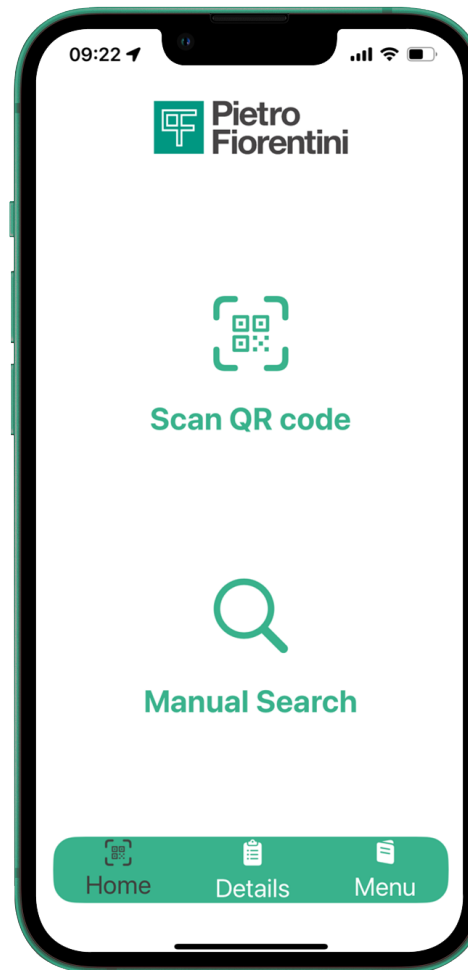 09:22
Pietro
Fiorentini
Scan QR code
Manual Search
Home
Details
Menu